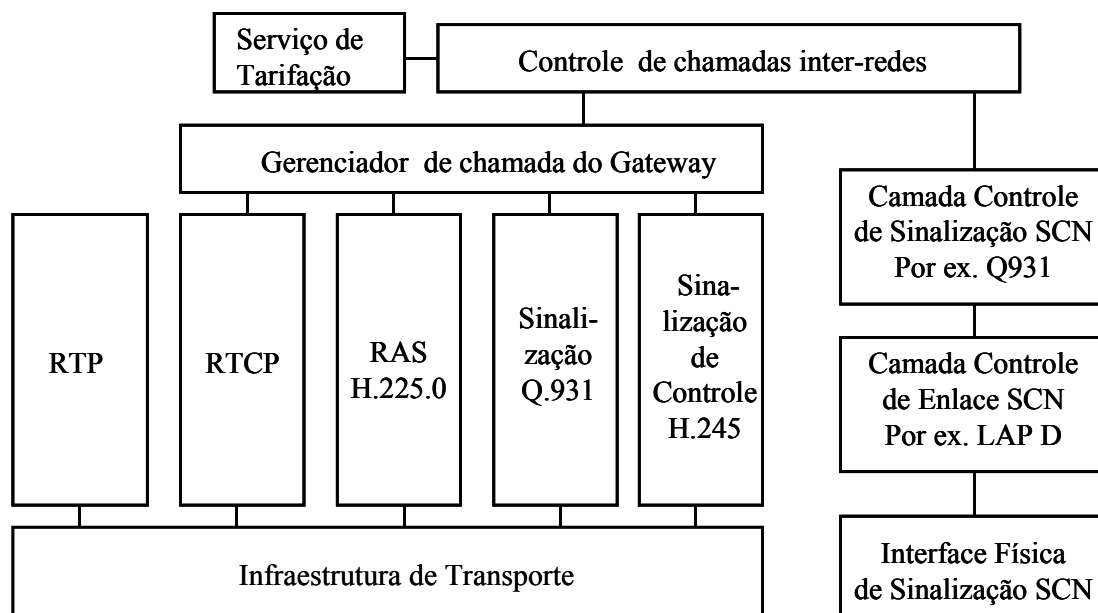 Serviço de
Tarifação
Controle de chamadas inter-redes
Gerenciador de chamada do Gateway
RTP
RTCP
RAS
H.225.0
Sinali-
zação
Q.931
Sina-
lização
de
Controle
H.245
Camada Controle
de Sinalização SCN
Por ex. Q931
Camada Controle
de Enlace SCN
Por ex. LAP D
Infraestrutura de Transporte
Interface Física
de Sinalização SCN